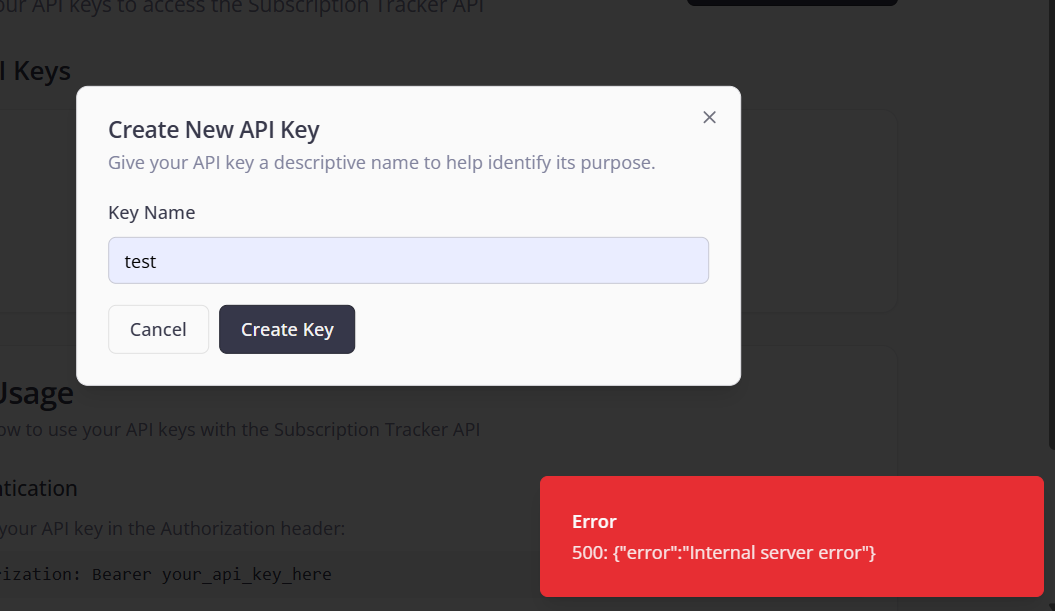 our API keys to access the Subscription Tracker API
I Keys
Create New API Key
Give your API key a descriptive name to help identify its purpose.
Key Name
test
Cancel
Create Key
Usage
ow to use your API keys with the Subscription Tracker API
ntication
your API key in the Authorization header:
rization: Bearer your_api_key_here
Error
500: {"error":"Internal server error"}